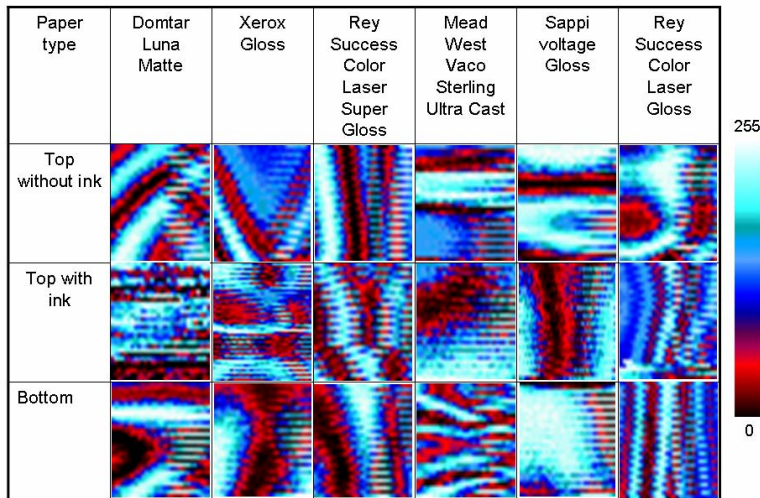 Paper
type
Domtar
Luna
Matte
Xerox
Gloss
Rey
Success
Color
Laser
Super
Gloss
Mead
West
Vaco
Sterling
Ultra Cast
Sappi
voltage
Gloss
Rey
Success
Color
Laser
Gloss
255
Top
without ink
Top with
ink
Bottom
0